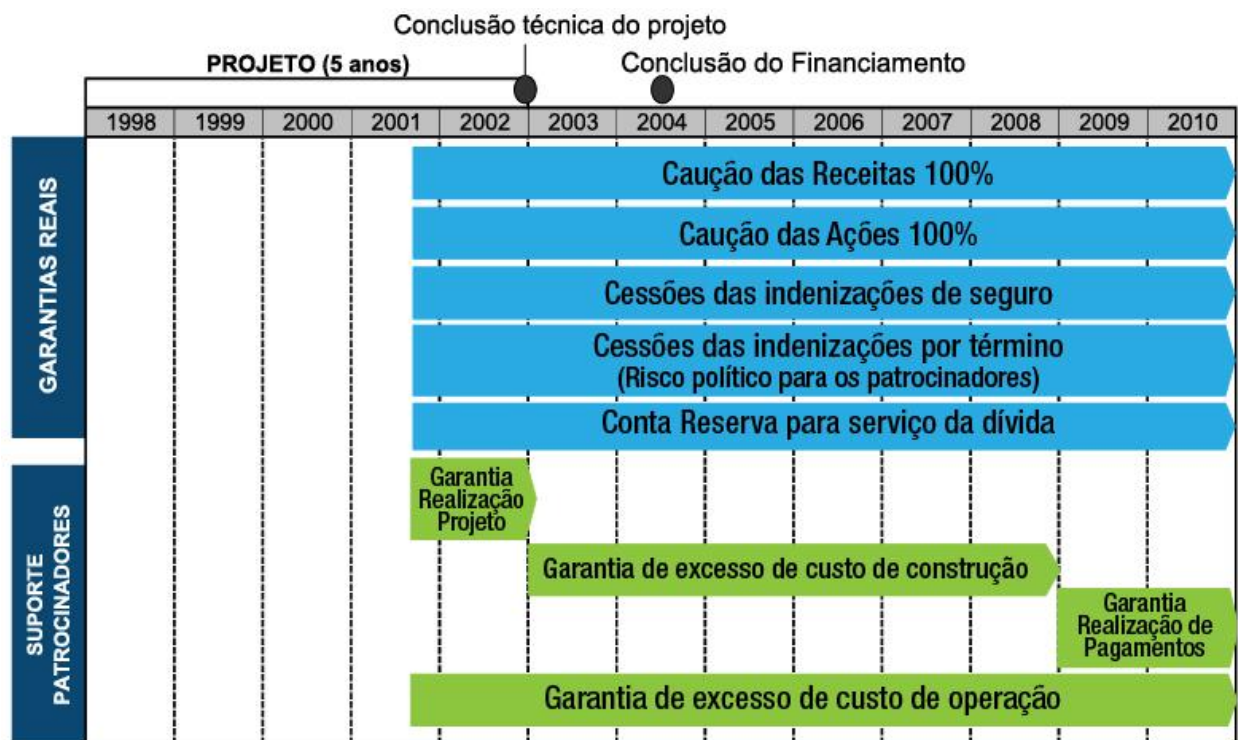 Conclusão técnica do projeto
PROJETO (5 anos)
Conclusão do Financiamento
1998 1999 2000 2001 2002 2003 2004 2005 2006 2007 2008 2009 2010
GARANTIAS REAIS
Caução das Receitas 100%
Caução das Ações 100%
Cessões das indenizações de seguro
Cessões das indenizações por término
(Risco político para os patrocinadores)
Conta Reserva para serviço da dívida
SUPORTE
PATROCINADORES
Garantia
Realização
Projeto
Garantia de excesso de custo de construção
Garantia
Realização de
Pagamentos
Garantia de excesso de custo de operação